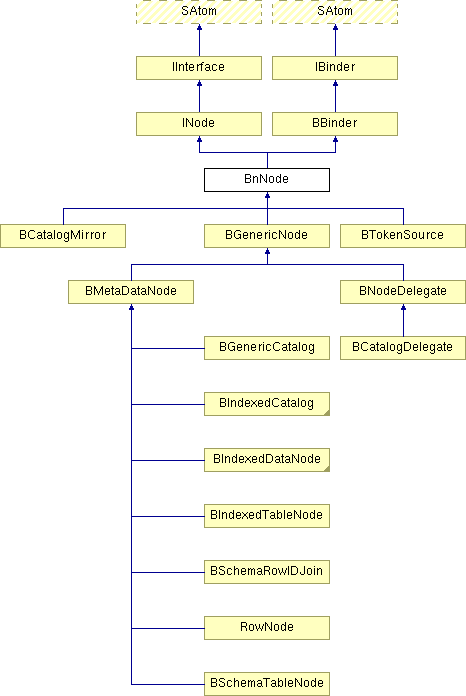 SAtom
SAtom
IInterface
IBinder
INode
BBinder
BnNode
BCatalogMirror
BGenericNode
BTokenSource
BMetaDataNode
BNodeDelegate
BGenericCatalog
BCatalogDelegate
BIndexedCatalog
BIndexedDataNode
BIndexedTableNode
BSchemaRowIDJoin
RowNode
BSchemaTableNode